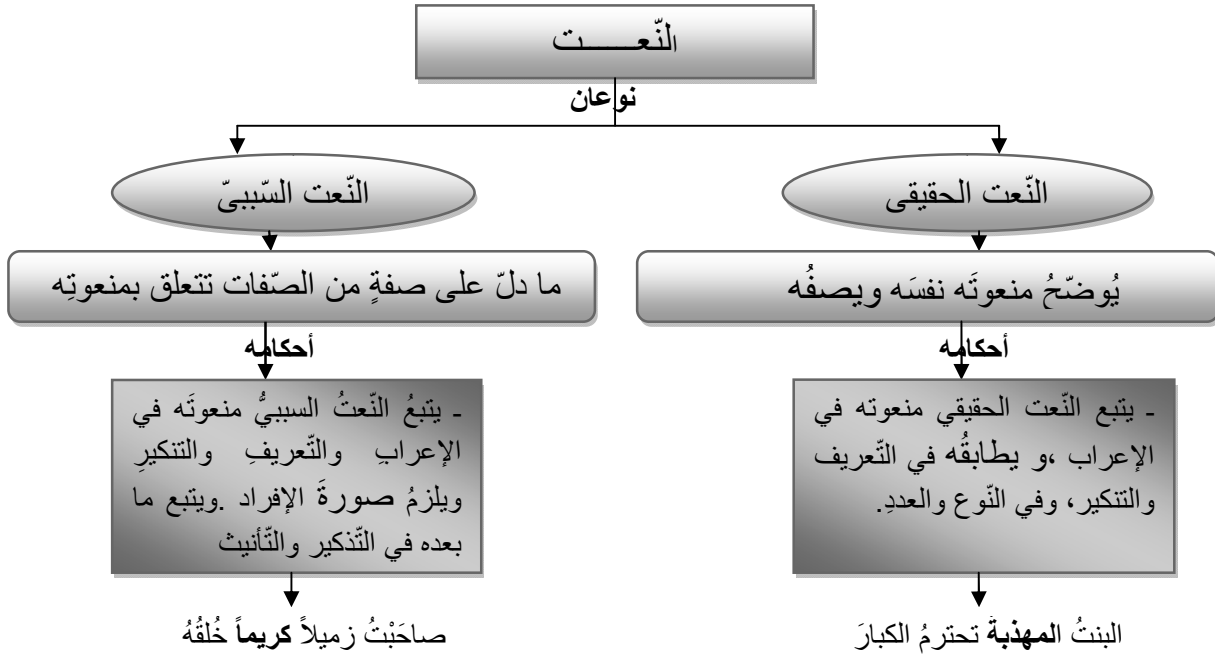 النّعـــــــت
نوعان
النّعت الحقيقى
يُوضّحُ منعوتَه نفسَه ويصفُه
أحكامه
ـ يتبع النّعت الحقيقي منعوته في
الإعراب ،و يطابقُه في التّعريف
والتنكير، وفي النّوع والعددِ.
البنتُ المهذبةُ تحترمُ الكبارَ
النّعت السّببىّ
ما دلّ على صفةٍ من الصّفات تتعلق بمنعوتِه
أحكامه
ـ يتبعُ النّعتُ السببيُّ منعوتَه في
الإعرابِ والتّعريفِ والتنكيرِ
ويلزمُ صورةَ الإفراد .ويتبع ما
بعده في التّذكير والتّأنيث
صاحَبْتُ زميلاً كريماً خُلقُهُ